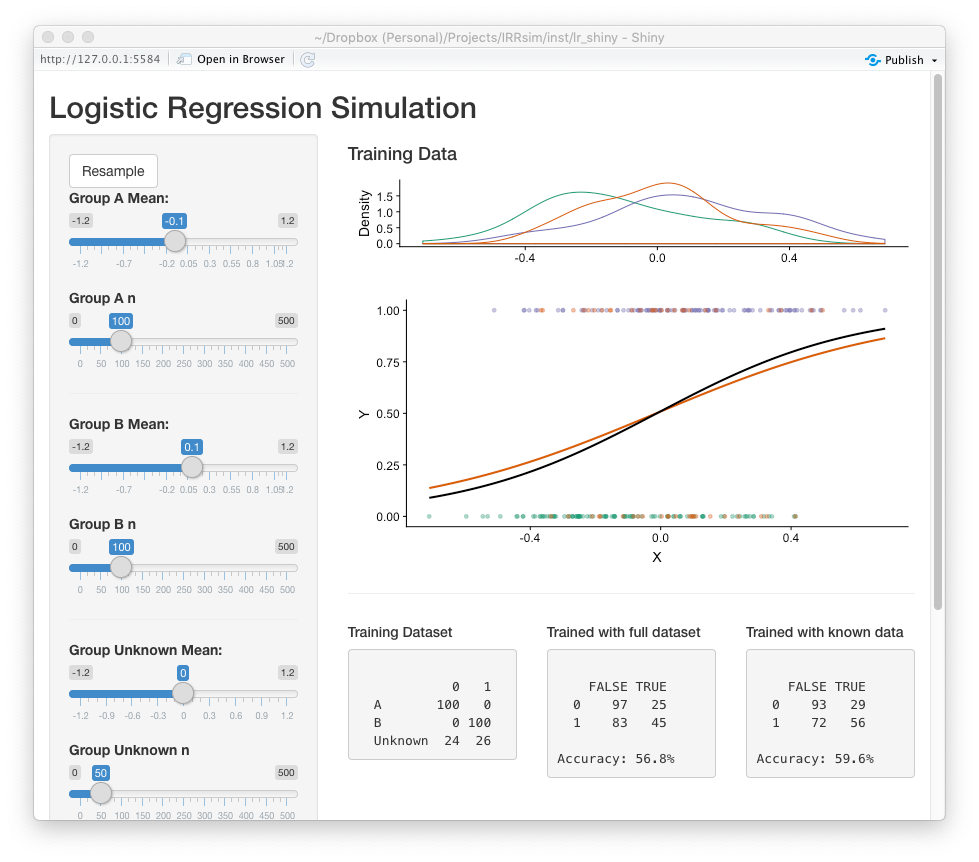 ~/Dropbox (Personal)/Projects/IRRsim/inst/lr_shiny - Shiny
http://127.0.0.1:5584 Open in Browser Publish
Logistic Regression Simulation
Resample
Group A Mean:
-1.2 -0.1 1.2
-1.2 -0.7 -0.2 0.05 0.3 0.55 0.8 1.05 1.2
Group A n
0 100 500
0 50 100 150 200 250 300 350 400 450 500
Group B Mean:
-1.2 0.1 1.2
-1.2 -0.7 -0.2 0.05 0.3 0.55 0.8 1.05 1.2
Group B n
0 100 500
0 50 100 150 200 250 300 350 400 450 500
Group Unknown Mean:
-1.2 0 1.2
-1.2 -0.9 -0.6 -0.3 0 0.3 0.6 0.9 1.2
Group Unknown n
0 50 500
0 50 100 150 200 250 300 350 400 450 500
Training Data
Density
1.5
1.0
0.5
0.0
-0.4 0.0 0.4
Y
1.00
0.75
0.50
0.25
0.00
-0.4 0.0 0.4
X
Training Dataset
0 1
A 100 0
B 0 100
Unknown 24 26
Trained with full dataset
FALSE TRUE
0 97 25
1 83 45
Accuracy: 56.8%
Trained with known data
FALSE TRUE
0 93 29
1 72 56
Accuracy: 59.6%